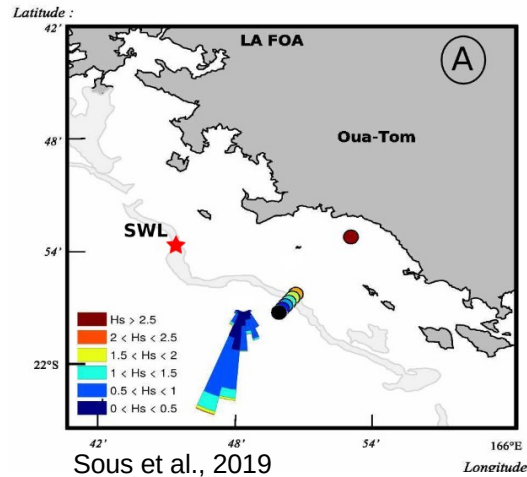 Latitude :
42'
LA FOA
A
48'
Oua-Tom
SWL
54'
Hs > 2.5
2 < Hs < 2.5
1.5 < Hs < 2
1 < Hs < 1.5
22°S
0.5 < Hs < 1
0 < Hs < 0.5
42' 48' 54' 166°E
Sous et al., 2019 Longitude